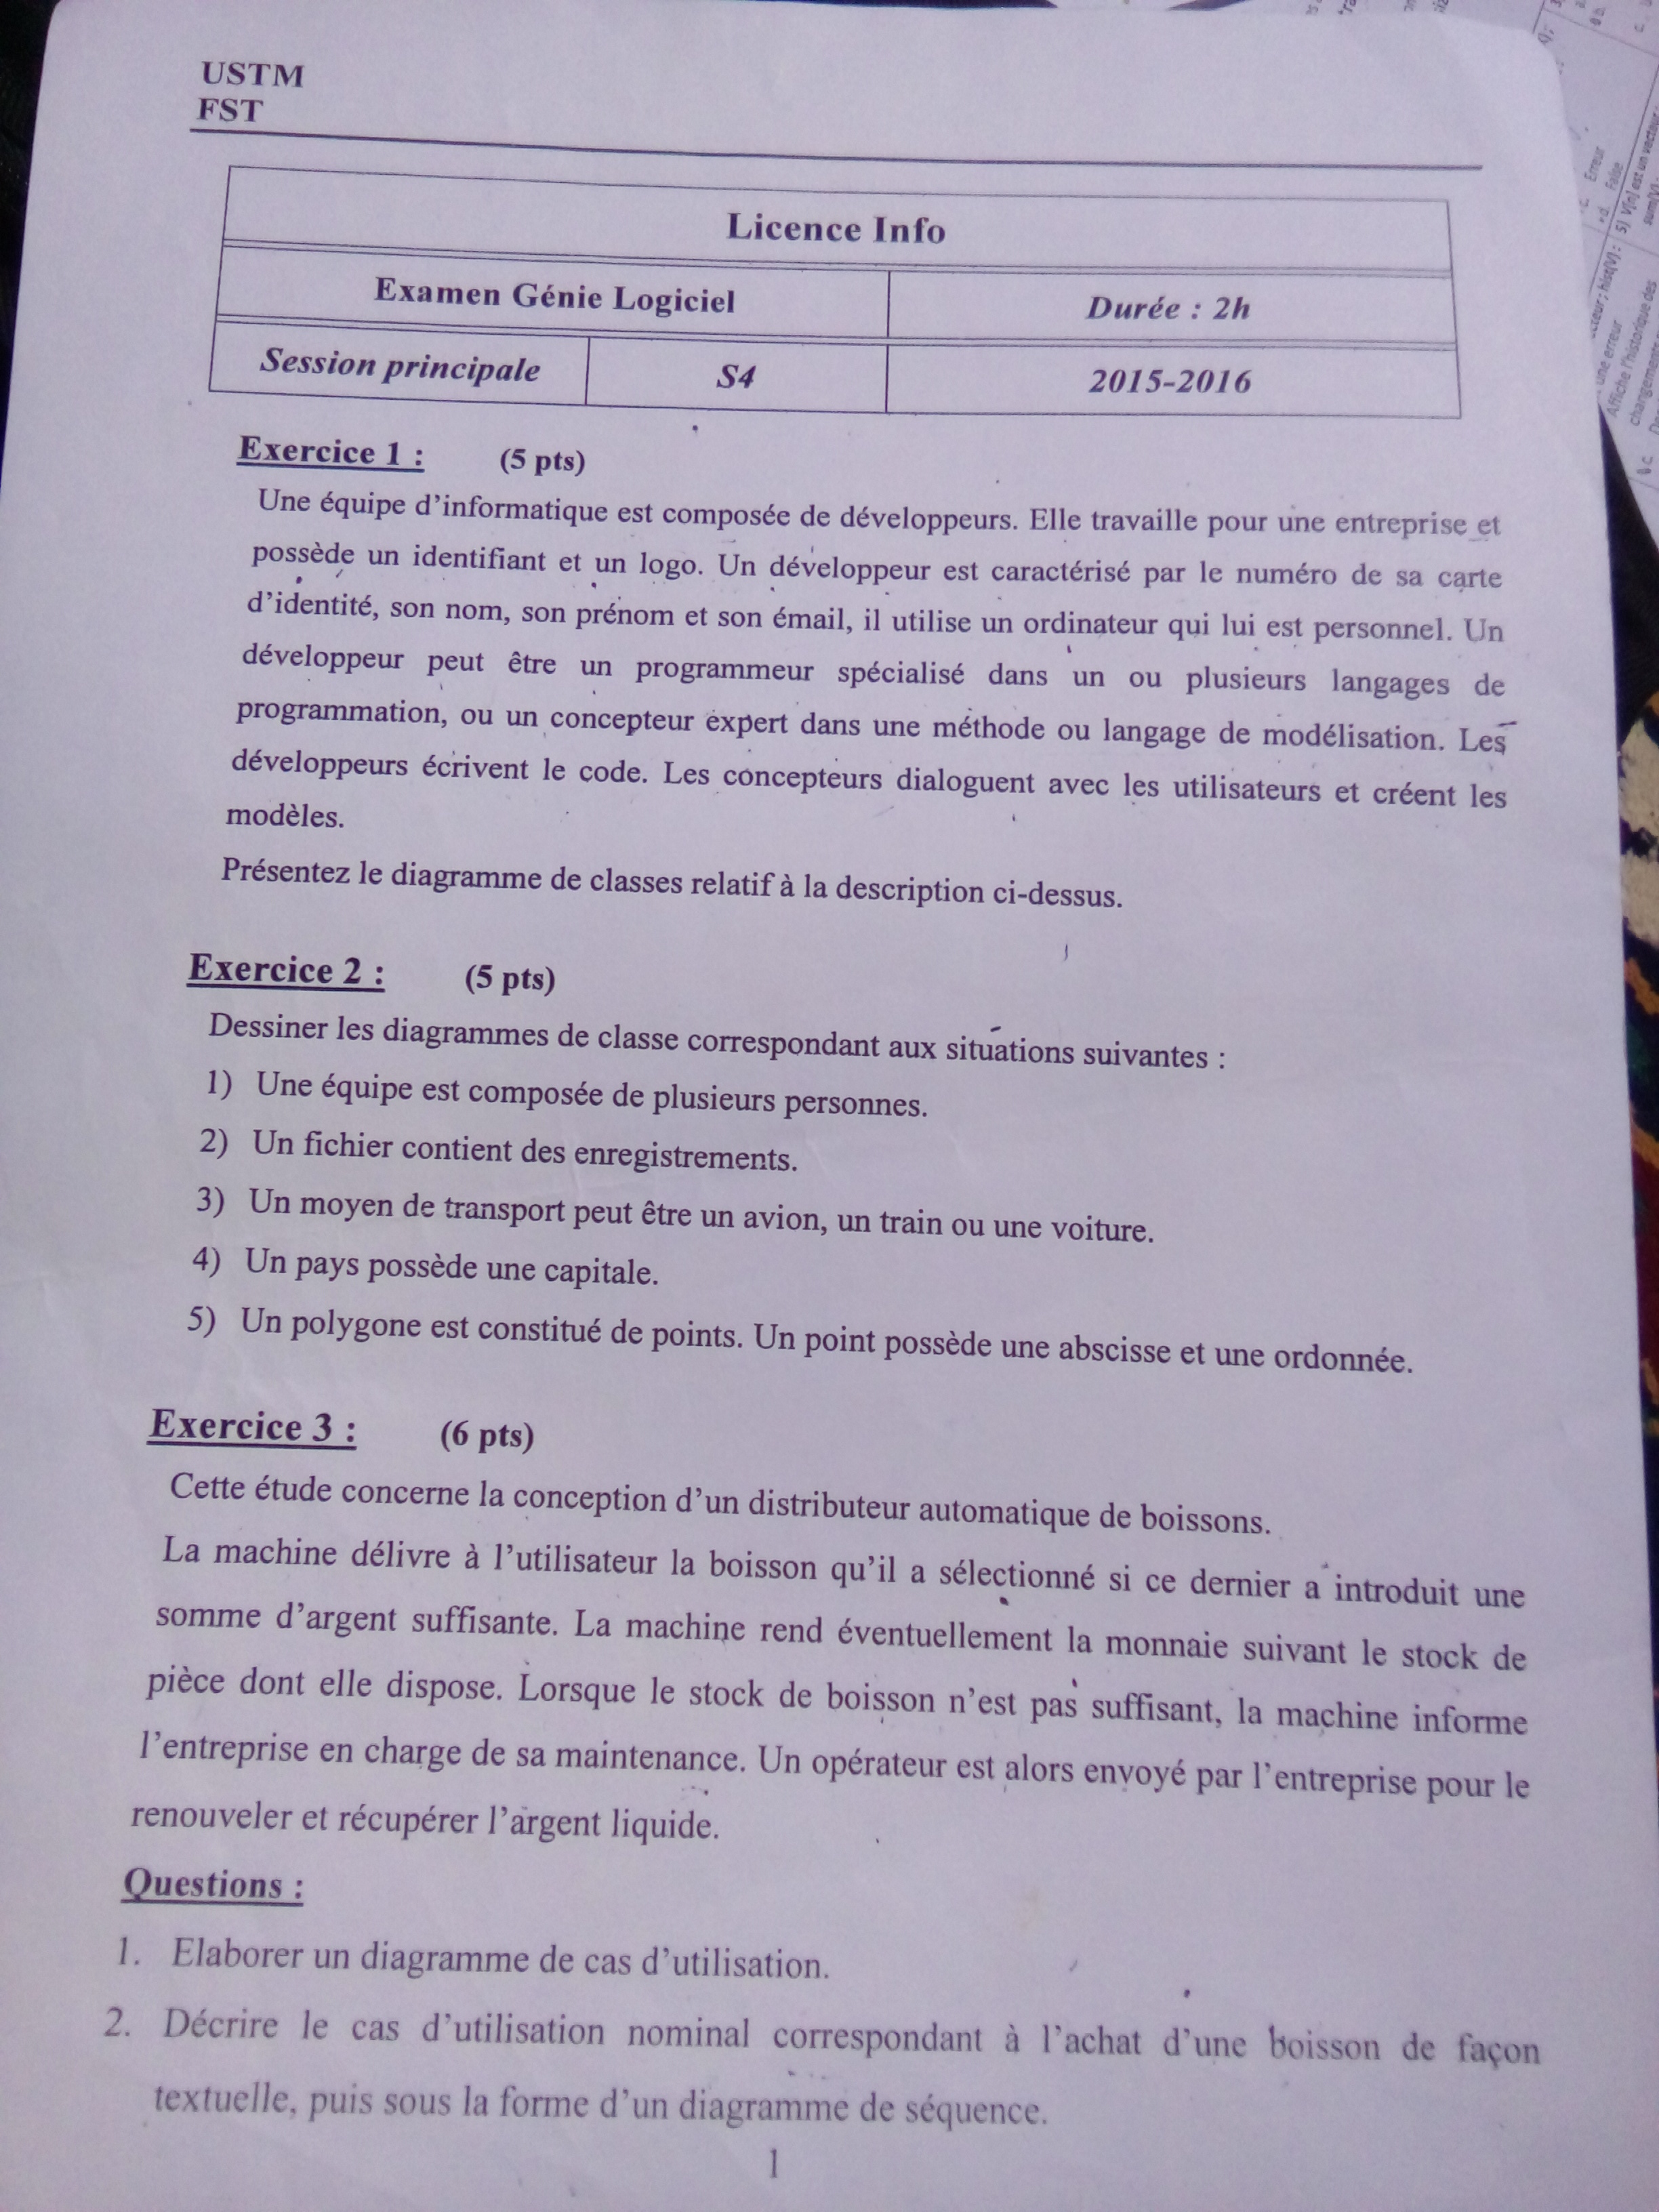 USTM
FST
Licence Info
Examen Génie Logiciel
Durée : 2h
Session principale
S4
2015-2016
Exercice 1 : (5 pts)
Une équipe d'informatique est composée de développeurs. Elle travaille pour une entreprise et
possède un identifiant et un logo. Un développeur est caractérisé par le numéro de sa carte
d'identité, son nom, son prénom et son émail, il utilise un ordinateur qui lui est personnel. Un
développeur peut être un programmeur spécialisé dans un ou plusieurs langages de
programmation, ou un concepteur expert dans une méthode ou langage de modélisation. Les
développeurs écrivent le code. Les concepteurs dialoguent avec les utilisateurs et créent les
modèles.
Présentez le diagramme de classes relatif à la description ci-dessus.
Exercice 2 : (5 pts)
Dessiner les diagrammes de classe correspondant aux situations suivantes :
1) Une équipe est composée de plusieurs personnes.
2) Un fichier contient des enregistrements.
3) Un moyen de transport peut être un avion, un train ou une voiture.
4) Un pays possède une capitale.
5) Un polygone est constitué de points. Un point possède une abscisse et une ordonnée.
Exercice 3 : (6 pts)
Cette étude concerne la conception d'un distributeur automatique de boissons.
La machine délivre à l'utilisateur la boisson qu'il a sélectionné si ce dernier a introduit une
somme d'argent suffisante. La machine rend éventuellement la monnaie suivant le stock de
pièce dont elle dispose. Lorsque le stock de boisson n'est pas suffisant, la machine informe
l'entreprise en charge de sa maintenance. Un opérateur est alors envoyé par l'entreprise pour le
renouveler et récupérer l'argent liquide.
Questions :
1. Elaborer un diagramme de cas d'utilisation.
2. Décrire le cas d'utilisation nominal correspondant à l'achat d'une boisson de façon
textuelle, puis sous la forme d'un diagramme de séquence.
1
Erreur
d. False
5) V[n] est un vecteur
sum(V)
hist(V) :
une erreur
Affiche l'historique des
changement